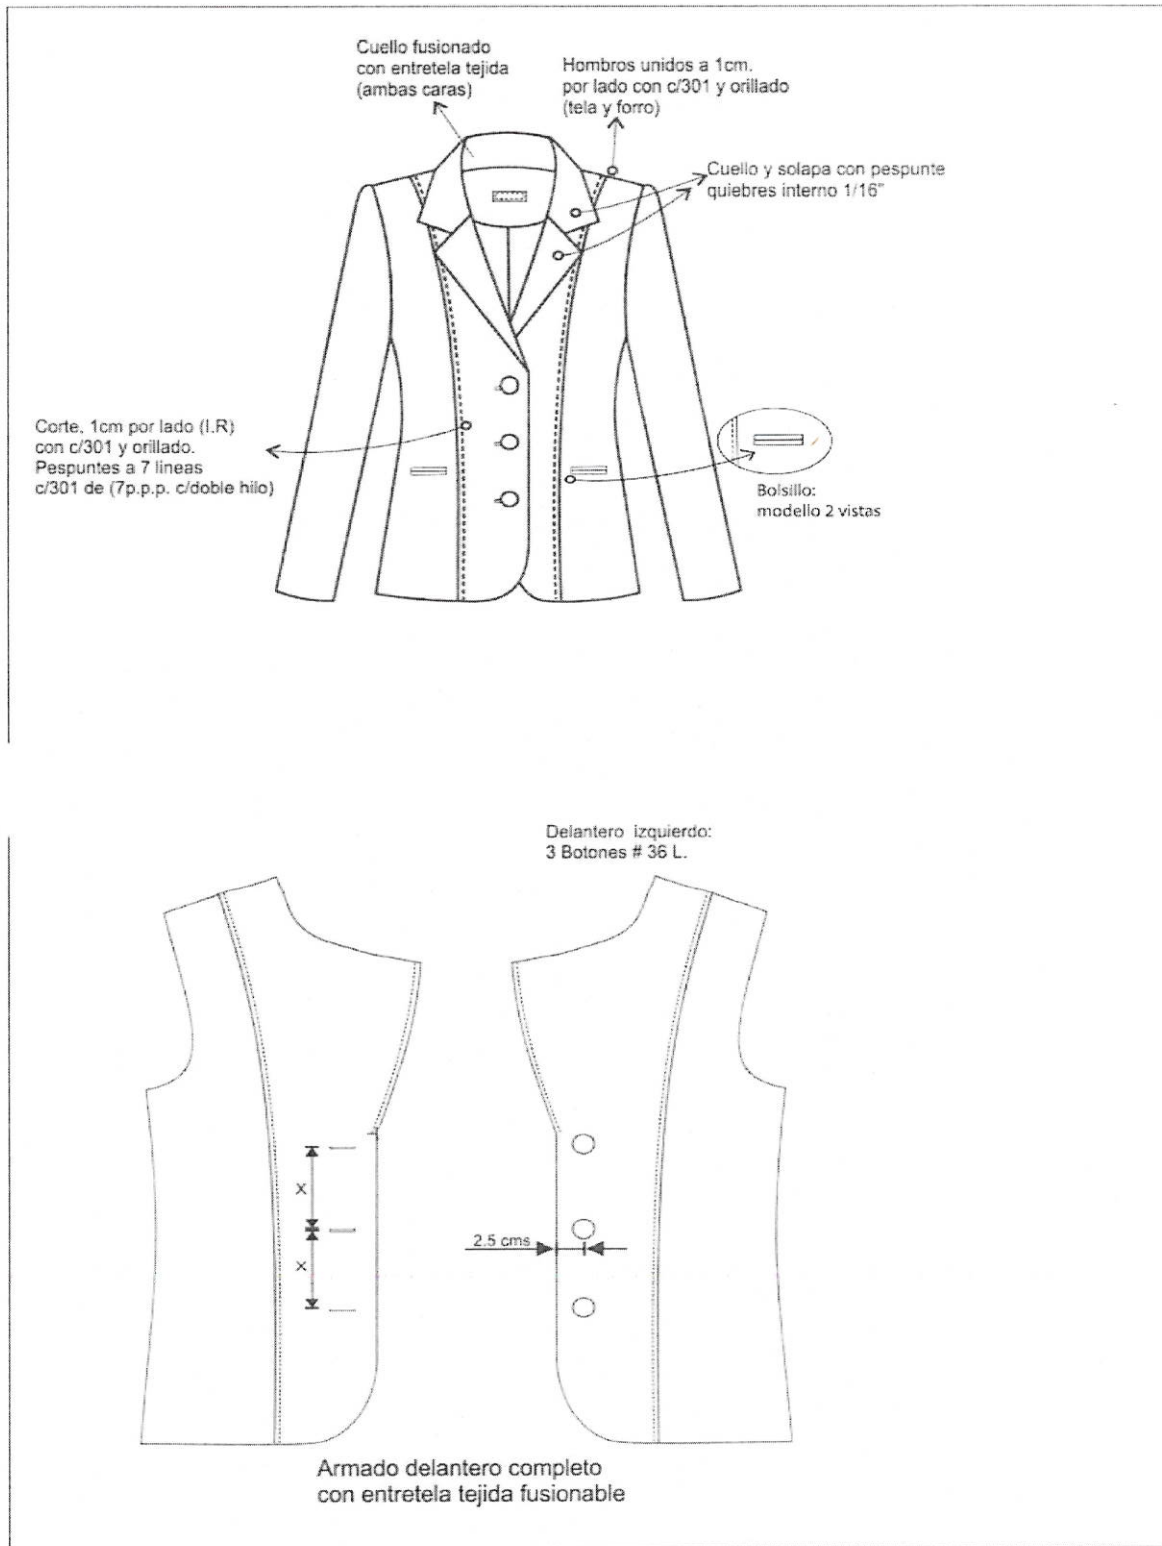 Cuello fusionado
con entretela tejida
(ambas caras)
Hombros unidos a 1cm.
por lado con c/301 y orillado
(tela y forro)
Cuello y solapa con pespunte
quiebres interno 1/16"
Corte, 1cm por lado (I.R)
con c/301 y orillado.
Pespuntes a 7 lineas
c/301 de (7p.p.p. c/doble hilo)
Bolsillo:
modello 2 vistas
Delantero izquierdo:
3 Botones # 36 L.
X
X
2.5 cms
Armado delantero completo
con entretela tejida fusionable